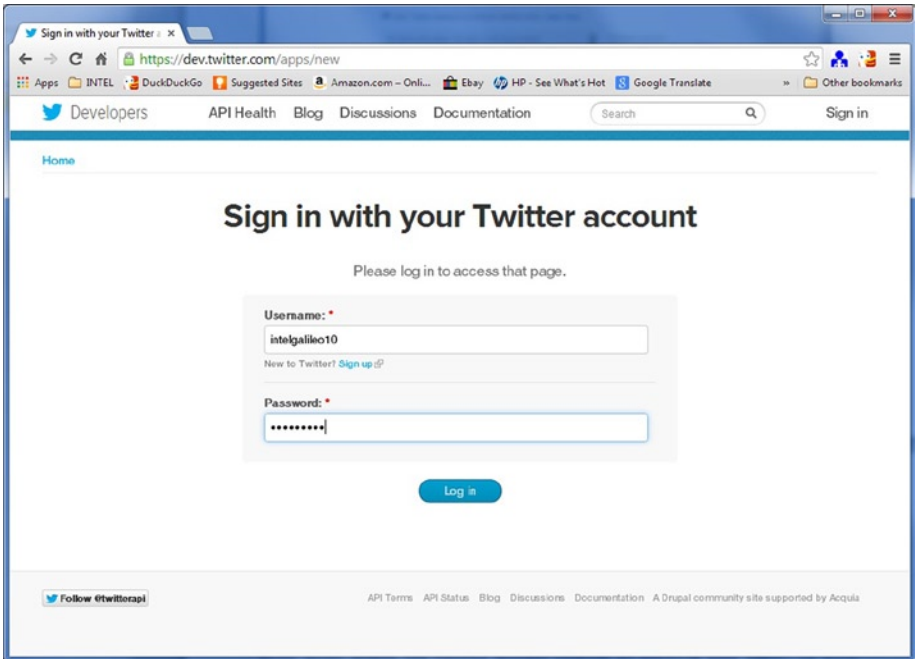 Sign in with your Twitter a
https://dev.twitter.com/apps/new
Apps INTEL DuckDuckGo Suggested Sites Amazon.com – Onli... Ebay HP - See What's Hot Google Translate » Other bookmarks
Developers API Health Blog Discussions Documentation Search Sign in
Home
Sign in with your Twitter account
Please log in to access that page.
Username: *
intelgalileo10
New to Twitter? Sign up
Password: *
•••••••••
Log in
Follow @twitterapi API Terms API Status Blog Discussions Documentation A Drupal community site supported by Acquia